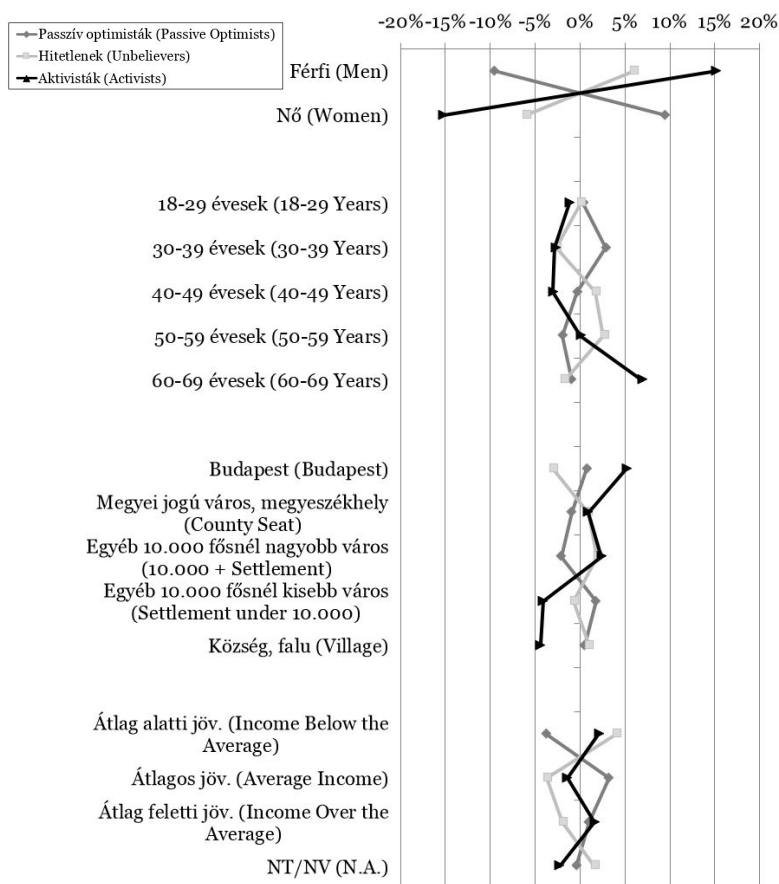 -20% -15% -10% -5% 0% 5% 10% 15% 20%
Passzív optimisták (Passive Optimists)
Hitetlenek (Unbelievers)
Aktivisták (Activists)
Férfi (Men)
Nő (Women)
18-29 évesek (18-29 Years)
30-39 évesek (30-39 Years)
40-49 évesek (40-49 Years)
50-59 évesek (50-59 Years)
60-69 évesek (60-69 Years)
Budapest (Budapest)
Megyei jogú város, megyeszékhely
(County Seat)
Egyéb 10.000 fősnél nagyobb város
(10.000 + Settlement)
Egyéb 10.000 fősnél kisebb város
(Settlement under 10.000)
Község, falu (Village)
Átlag alatti jöv. (Income Below the
Average)
Átlagos jöv. (Average Income)
Átlag feletti jöv. (Income Over the
Average)
NT/NV (N.A.)